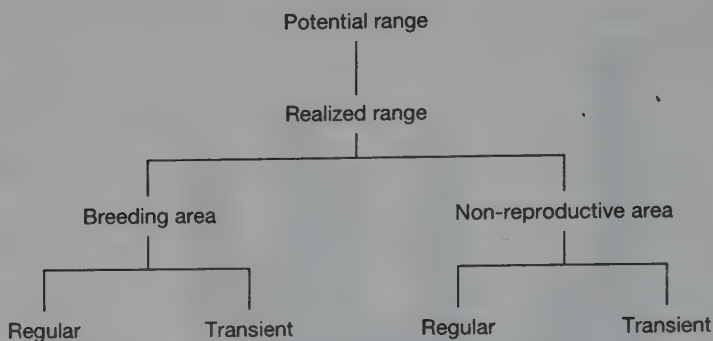 Potential range
Realized range
Breeding area
Non-reproductive area
Regular
Transient
Regular
Transient